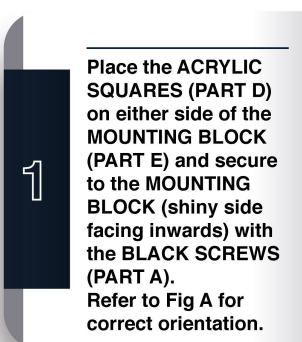 1
Place the ACRYLIC
SQUARES (PART D)
on either side of the
MOUNTING BLOCK
(PART E) and secure
to the MOUNTING
BLOCK (shiny side
facing inwards) with
the BLACK SCREWS
(PART A).
Refer to Fig A for
correct orientation.